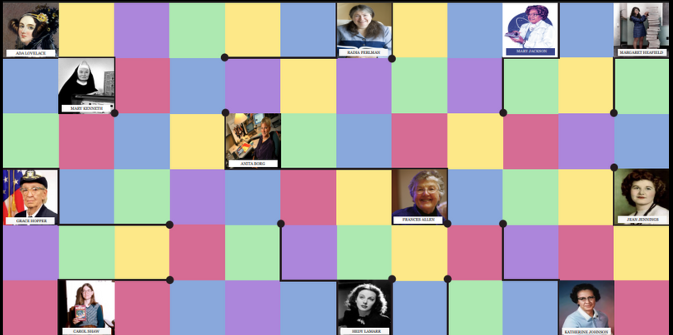 ADA LOVELACE
RADIA PERLMAN
MARY JACKSON
MARGARET HEAFIELD
MARY KENNETH
ANITA BORG
GRACE HOPPER
FRANCES ALLEN
JEAN JENNINGS
CAROL SHAW
HEDY LAMARR
KATHERINE JOHNSON